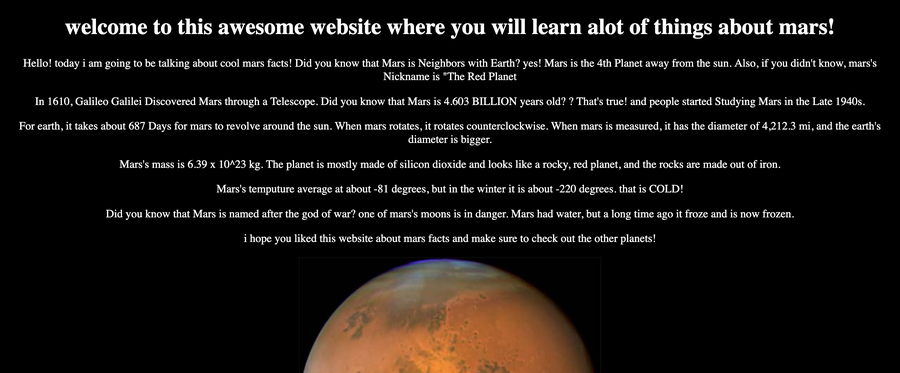 welcome to this awesome website where you will learn alot of things about mars!
Hello! today i am going to be talking about cool mars facts! Did you know that Mars is Neighbors with Earth? yes! Mars is the 4th Planet away from the sun. Also, if you didn't know, mars's
Nickname is "The Red Planet
In 1610, Galileo Galilei Discovered Mars through a Telescope. Did you know that Mars is 4.603 BILLION years old? ? That's true! and people started Studying Mars in the Late 1940s.
For earth, it takes about 687 Days for mars to revolve around the sun. When mars rotates, it rotates counterclockwise. When mars is measured, it has the diameter of 4,212.3 mi, and the earth's
diameter is bigger.
Mars's mass is 6.39 x 10^23 kg. The planet is mostly made of silicon dioxide and looks like a rocky, red planet, and the rocks are made out of iron.
Mars's temputure average at about -81 degrees, but in the winter it is about -220 degrees. that is COLD!
Did you know that Mars is named after the god of war? one of mars's moons is in danger. Mars had water, but a long time ago it froze and is now frozen.
i hope you liked this website about mars facts and make sure to check out the other planets!